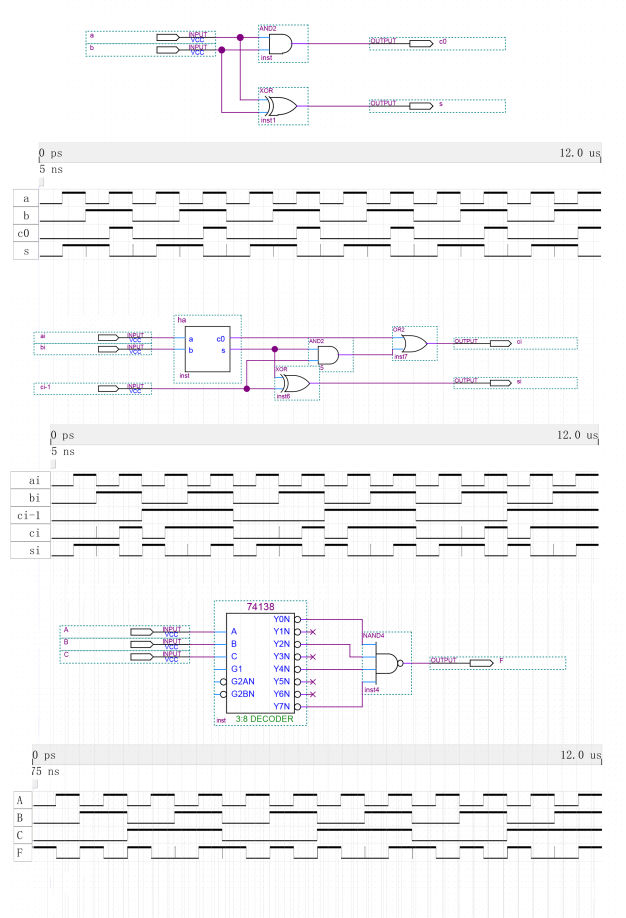 a INPUT VCC AND2
b INPUT VCC inst OUTPUT c0
XOR
inst1 OUTPUT s
0 ps 12.0 us
5 ns
a
b
c0
s
ha
ai INPUT VCC a c0 OR2
bi INPUT VCC b s AND2 inst7 OUTPUT ci
inst XOR
ci-1 INPUT VCC inst6 OUTPUT si
0 ps 12.0 us
5 ns
ai
bi
ci-1
ci
si
74138
Y0N
A INPUT VCC A Y1N NAND4
B INPUT VCC B Y2N
C INPUT VCC C Y3N
G1 Y4N OUTPUT F
G2AN Y5N
G2BN Y6N inst4
Y7N
inst 3:8 DECODER
0 ps 12.0 us
75 ns
A
B
C
F